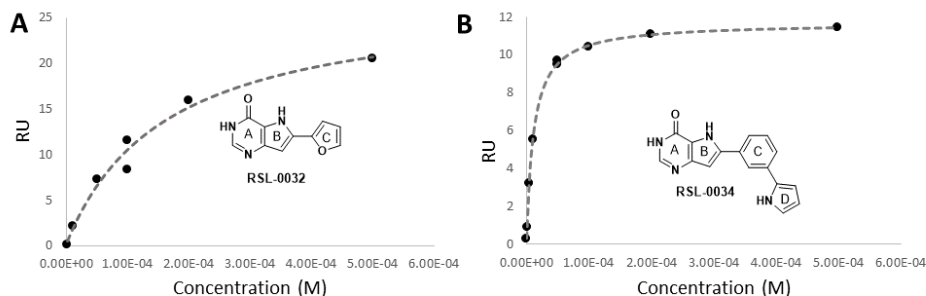 A
25
20
15
10
5
0
RU
0.00E+00 1.00E-04 2.00E-04 3.00E-04 4.00E-04 5.00E-04 6.00E-04
Concentration (M)
O
H
HN A B N C
N O
RSL-0032
B
12
10
8
6
4
2
0
RU
0.00E+00 1.00E-04 2.00E-04 3.00E-04 4.00E-04 5.00E-04 6.00E-04
Concentration (M)
O
H
HN A B N C
N
HN D
RSL-0034